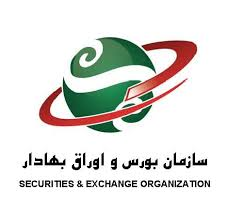 سازمان بورس و اوراق بهادار
SECURITIES & EXCHANGE ORGANIZATION